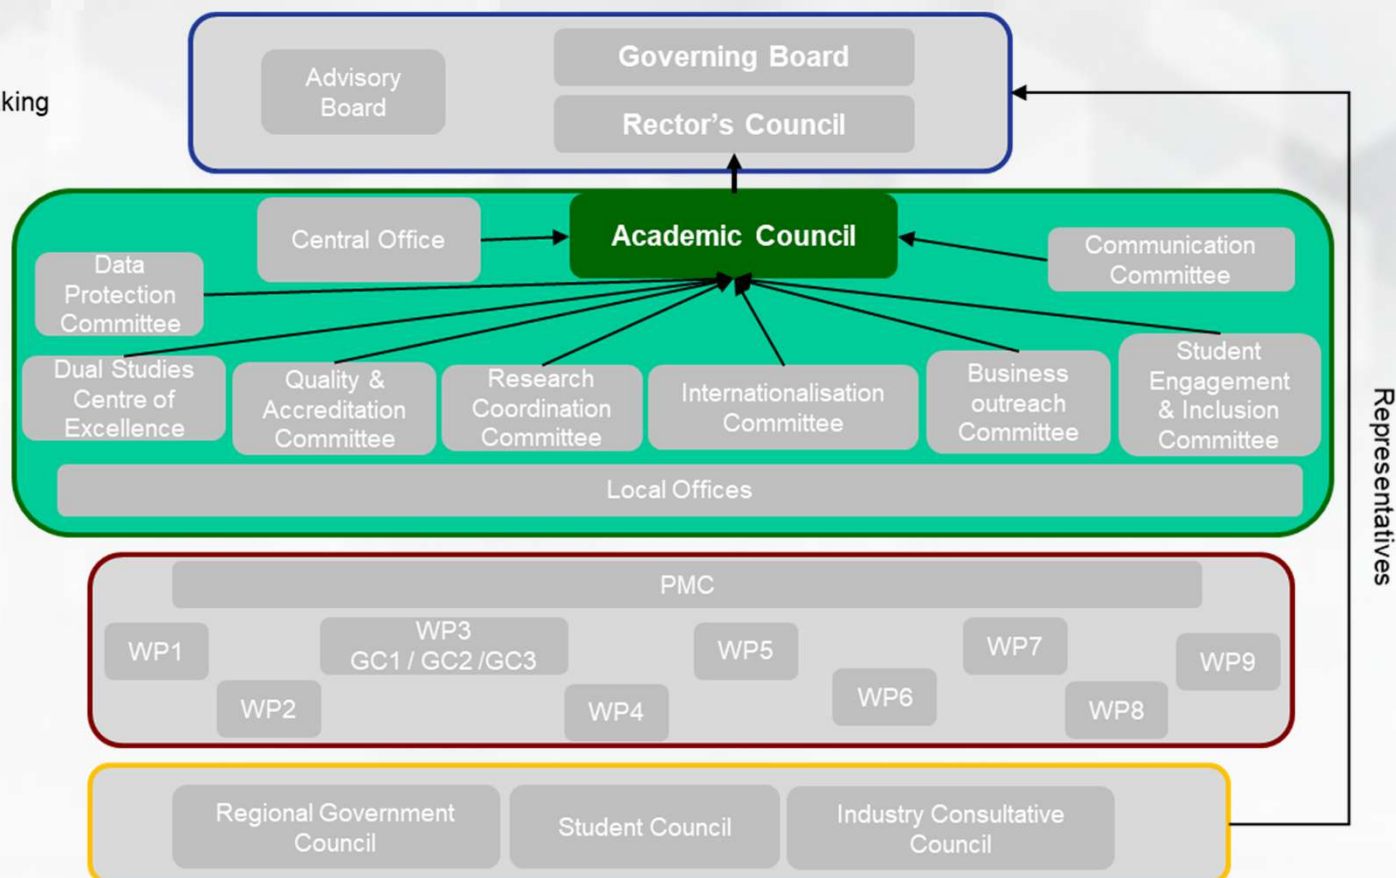 Advisory
Board
Governing Board
Rector's Council
king
Central Office
Academic Council
Communication
Committee
Data
Protection
Committee
Dual Studies
Centre of
Excellence
Quality &
Accreditation
Committee
Research
Coordination
Committee
Internationalisation
Committee
Business
outreach
Committee
Student
Engagement
& Inclusion
Committee
Local Offices
Representatives
PMC
WP1
WP2
WP3
GC1 / GC2 /GC3
WP4
WP5
WP6
WP7
WP8
WP9
Regional Government
Council
Student Council
Industry Consultative
Council